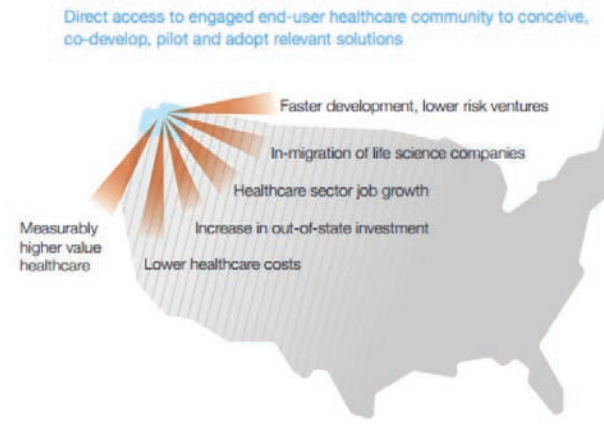 Direct access to engaged end-user healthcare community to conceive,
co-develop, pilot and adopt relevant solutions
Faster development, lower risk ventures
In-migration of life science companies
Healthcare sector job growth
Increase in out-of-state investment
Lower healthcare costs
Measurably
higher value
healthcare